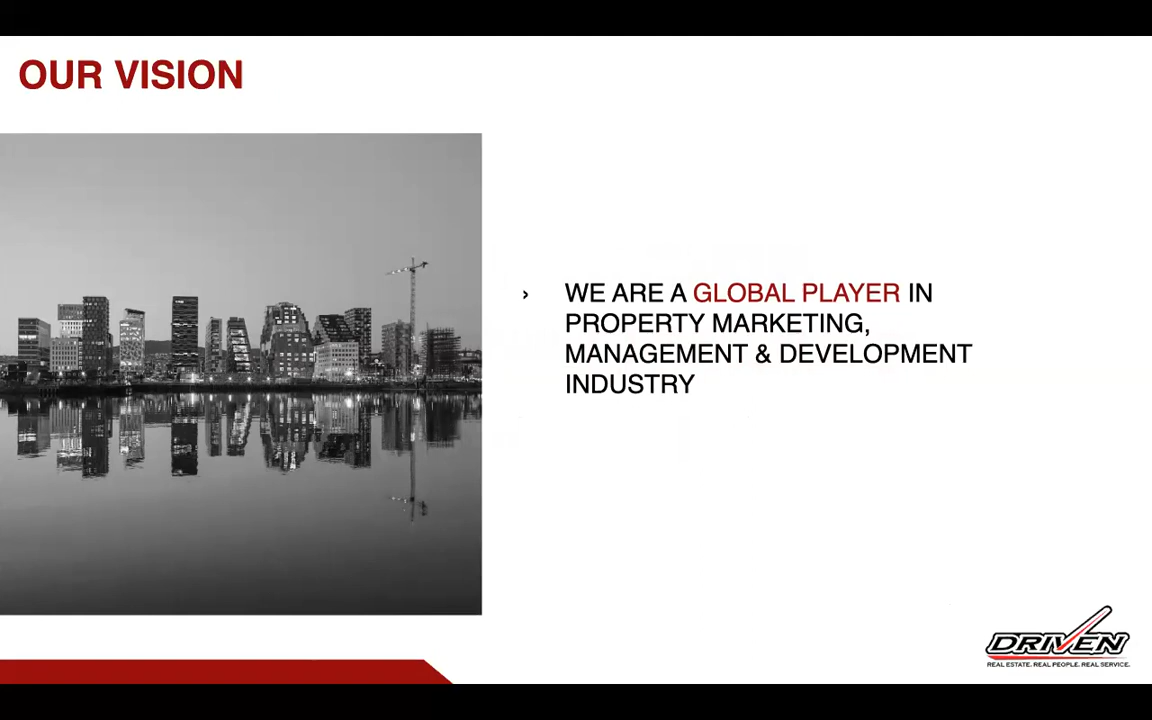 OUR VISION
› WE ARE A GLOBAL PLAYER IN
PROPERTY MARKETING,
MANAGEMENT & DEVELOPMENT
INDUSTRY
DRIVEN
REAL ESTATE. REAL PEOPLE. REAL SERVICE.